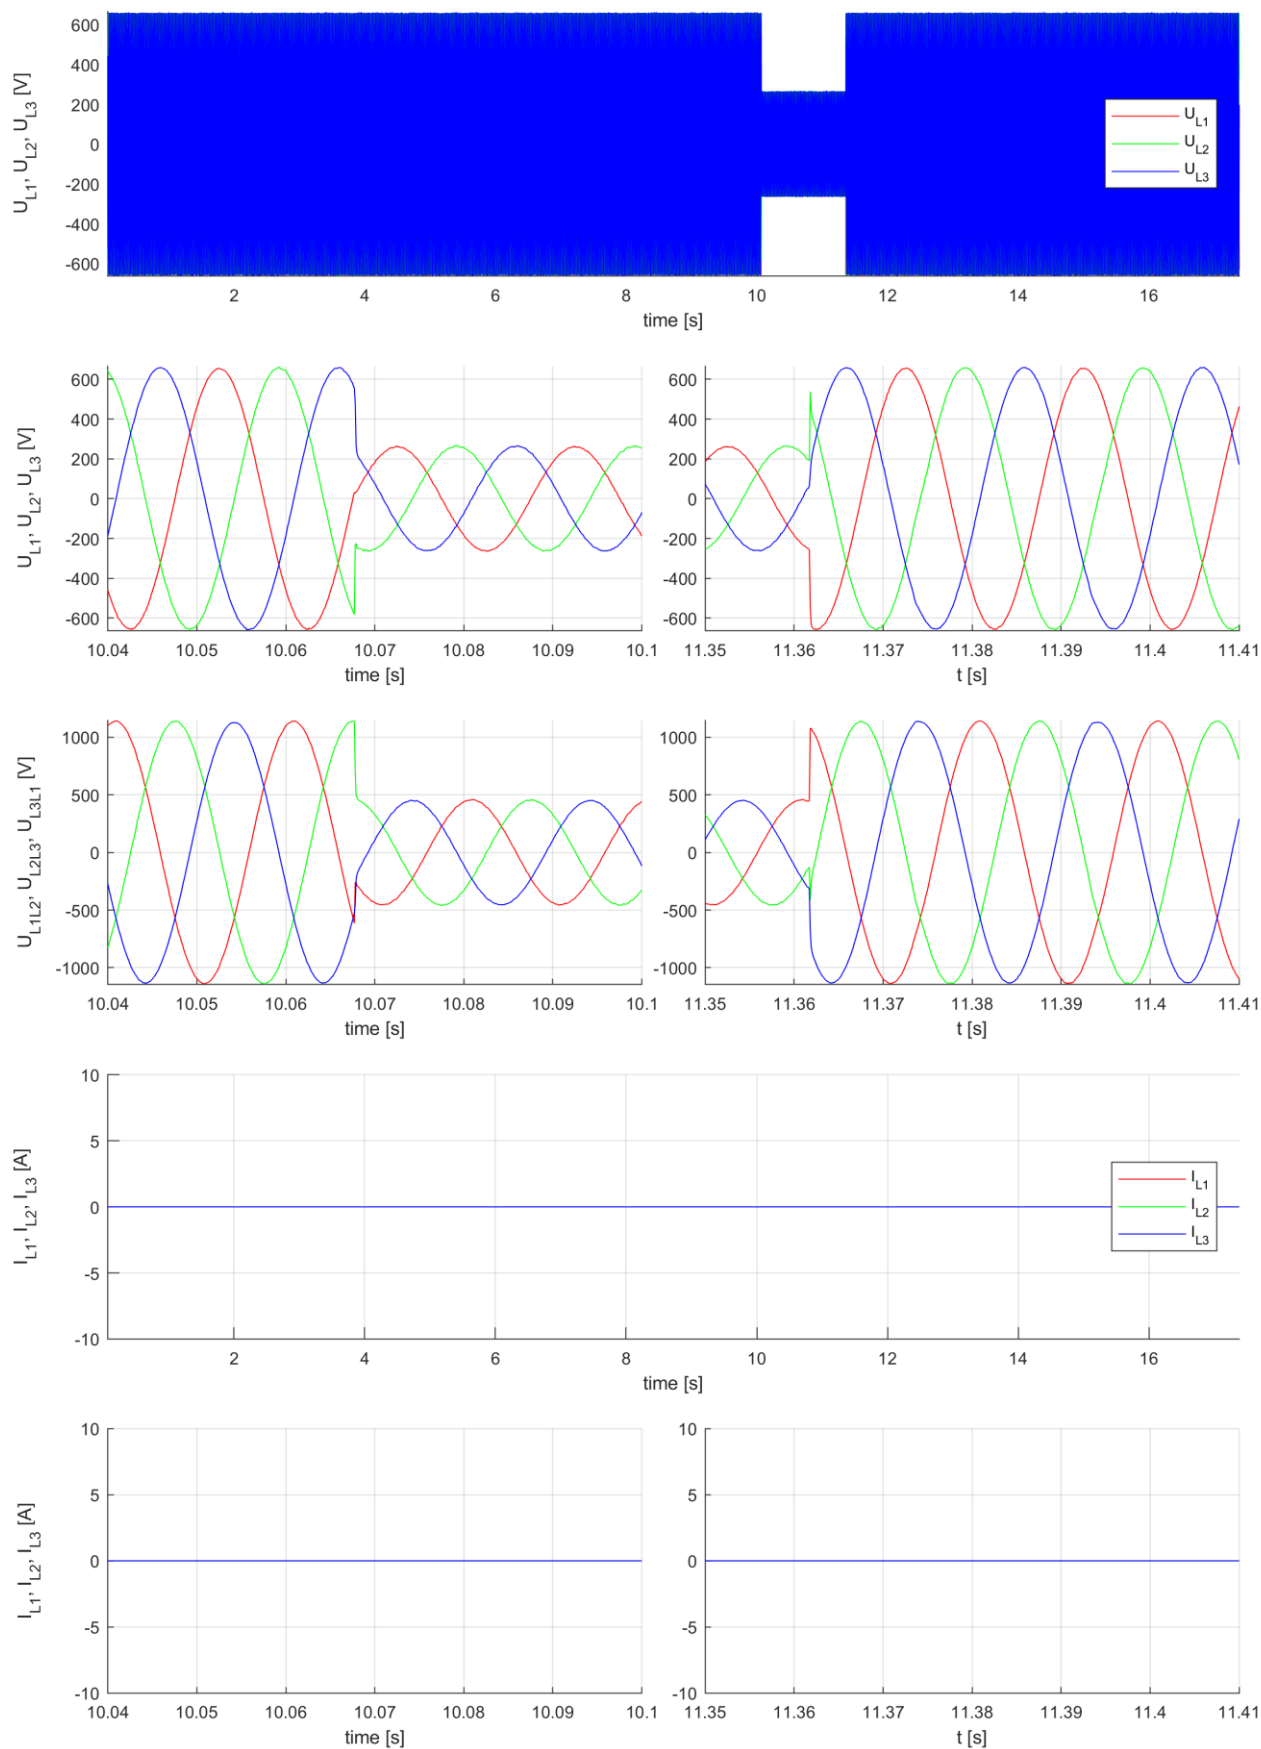 U_L1, U_L2, U_L3 [V]
600
400
200
0
-200
-400
-600
U_L1
U_L2
U_L3
2 4 6 8 10 12 14 16
time [s]
U_L1, U_L2, U_L3 [V]
600
400
200
0
-200
-400
-600
10.04 10.05 10.06 10.07 10.08 10.09 10.1
time [s]
600
400
200
0
-200
-400
-600
11.35 11.36 11.37 11.38 11.39 11.4 11.41
t [s]
U_L1L2, U_L2L3, U_L3L1 [V]
1000
500
0
-500
-1000
10.04 10.05 10.06 10.07 10.08 10.09 10.1
time [s]
1000
500
0
-500
-1000
11.35 11.36 11.37 11.38 11.39 11.4 11.41
t [s]
I_L1, I_L2, I_L3 [A]
10
5
0
-5
-10
I_L1
I_L2
I_L3
2 4 6 8 10 12 14 16
time [s]
I_L1, I_L2, I_L3 [A]
10
5
0
-5
-10
10.04 10.05 10.06 10.07 10.08 10.09 10.1
time [s]
10
5
0
-5
-10
11.35 11.36 11.37 11.38 11.39 11.4 11.41
t [s]